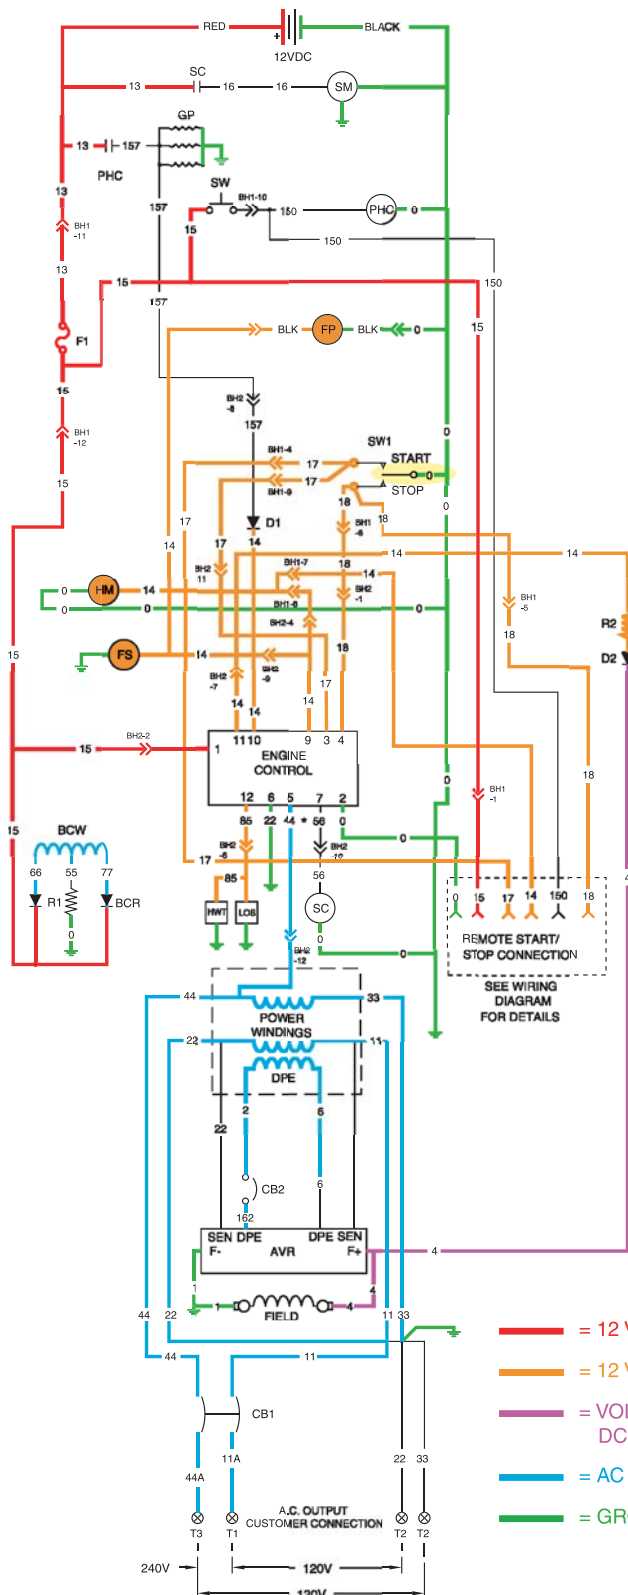 RED
BLACK
+
12VDC
SC
13
16
16
SM
GP
13
157
PHC
SW
13
157
BH1-10
150
PHC
0
BH1
-11
15
150
150
13
15
157
15
F1
BLK
FP
BLK
0
15
BH2
-8
BH1
-12
157
SW1
0
BH1-4
17
START
15
BH1-9
17
0
STOP
18
0
17
D1
BH1
-6
18
17
14
14
14
14
BH2
11
BH1-7
18
BH2
-1
BH1
-5
0
HM
14
14
BH1-8
0
0
BH2-4
18
R2
15
FS
14
BH2
-9
18
D2
BH2
-7
17
14
14
14
11 10
9
3
4
15
BH2-2
1
ENGINE
CONTROL
18
12
6
5
7
2
0
BH1
-1
85
22
44
*
56
0
15
BCW
BH2
-6
0
17
66
55
77
85
56
0
15
17
14
150
18
R1
BCR
HWT
LOS
SC
0
0
REMOTE START/
STOP CONNECTION
0
-12
SEE WIRING
DIAGRAM
FOR DETAILS
44
33
POWER
WINDINGS
22
11
DPE
2
6
22
CB2
6
162
SEN DPE
DPE SEN
F-
AVR
F+
4
1
4
1
FIELD
4
44
22
11
33
44
11
= 12 V
= 12 V
CB1
= VOL
DC
22
33
11A
44A
= AC
A.C. OUTPUT
CUSTOMER CONNECTION
= GR
T3
T1
T2
T2
240V
120V
120V